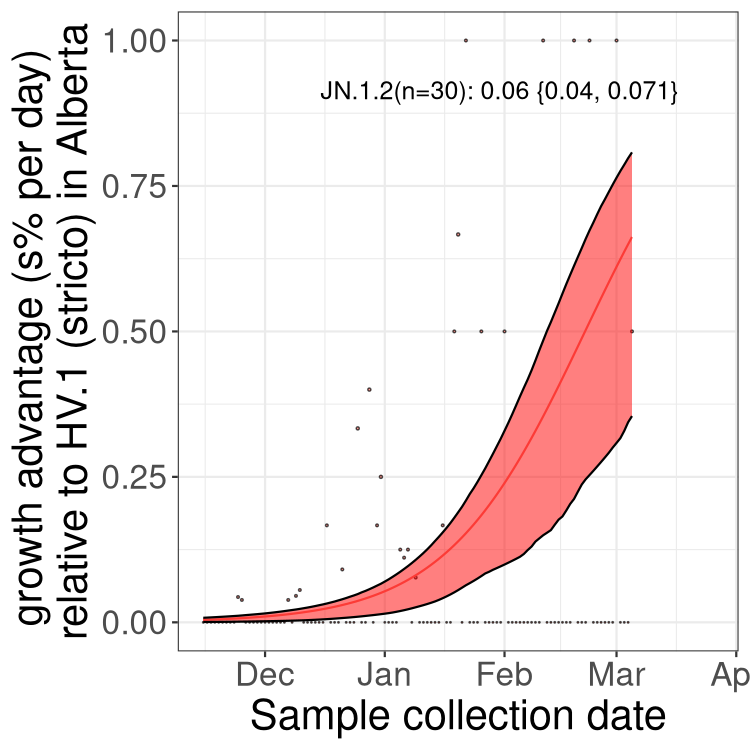 growth advantage (s% per day)
relative to HV.1 (stricto) in Alberta
1.00
0.75
0.50
0.25
0.00
JN.1.2(n=30): 0.06 {0.04, 0.071}
Dec Jan Feb Mar Ap
Sample collection date